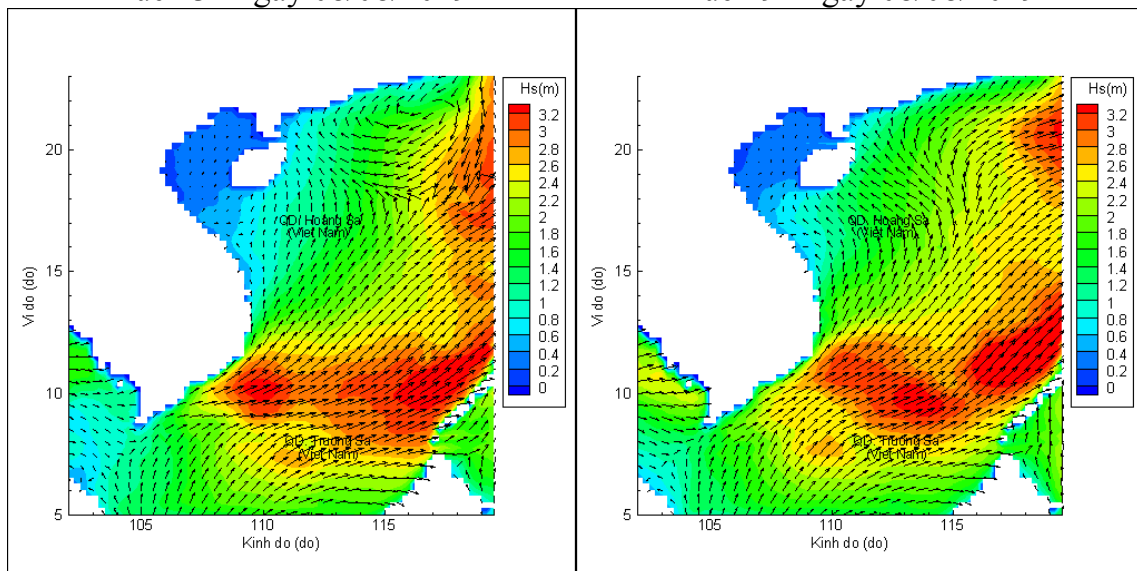 Hs(m)
3.2
3
2.8
2.6
2.4
2.2
2
1.8
1.6
1.4
1.2
1
0.8
0.6
0.4
0.2
0
QD. Hoang Sa
(Viet Nam)
QD. Truong Sa
(Viet Nam)
20
15
10
5
Vi do (do)
105 110 115
Kinh do (do)
Hs(m)
3.2
3
2.8
2.6
2.4
2.2
2
1.8
1.6
1.4
1.2
1
0.8
0.6
0.4
0.2
0
QD. Hoang Sa
(Viet Nam)
QD. Truong Sa
(Viet Nam)
20
15
10
5
Vi do (do)
105 110 115
Kinh do (do)